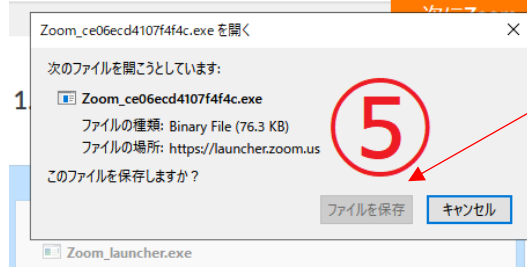 Zoom_ce06ecd4107f4f4c.exe を開く
次のファイルを開こうとしています:
Zoom_ce06ecd4107f4f4c.exe
ファイルの種類: Binary File (76.3 KB)
ファイルの場所: https://launcher.zoom.us
このファイルを保存しますか？
⑤
ファイルを保存
キャンセル
1.
Zoom_launcher.exe